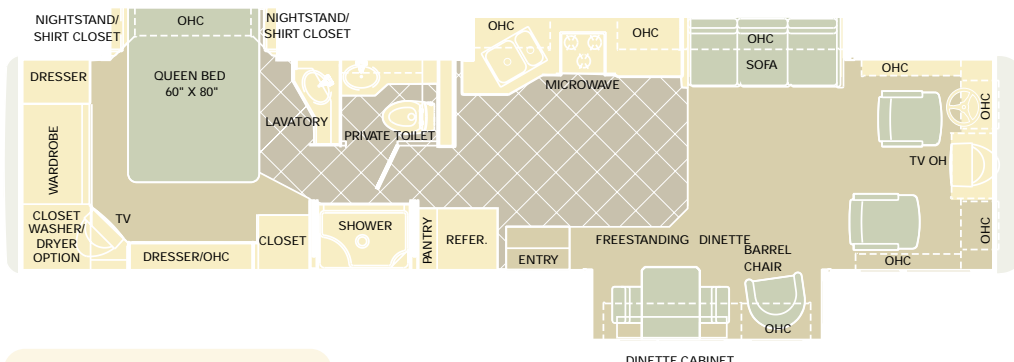 NIGHTSTAND/
SHIRT CLOSET
OHC
NIGHTSTAND/
SHIRT CLOSET
DRESSER
QUEEN BED
60" X 80"
WARDROBE
CLOSET
WASHER/
DRYER
OPTION
TV
DRESSER/OHC
CLOSET
LAVATORY
PRIVATE TOILET
SHOWER
PANTRY
REFER.
OHC
OHC
MICROWAVE
OHC
SOFA
OHC
OHC
TV OH
OHC
OHC
ENTRY
FREESTANDING DINETTE
BARREL
CHAIR
OHC
DINETTE CABINET